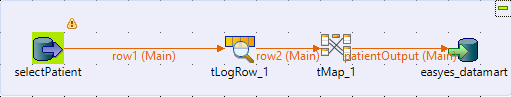 row1 (Main)
row2 (Main)
patientOutput (Main)
selectPatient
tLogRow_1
tMap_1
easyes_datamart